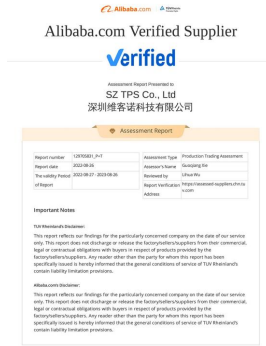 Alibaba.com
TÜVRheinland
Alibaba.com Verified Supplier
Verified
Assessment Report Presented to
SZ TPS Co., Ltd
深圳维客诺科技有限公司
Assessment Report
Report number
Assessment Type Production Trading Assessment
Report date 2022-08-26 Assessor's Name Guoqiang Xie
The validity Period of Report 2022-08-27 - 2023-08-26 Reviewed by Lihua Wu
Report Verification Address
Important Notes
TUV Rheinland's Disclaimer:
This report reflects our findings for the particularly concerned company on the date of our service
only. This report does not discharge or release the factory/sellers/suppliers from their commercial,
legal or contractual obligations with buyers in respect of products provided by the
factory/sellers/suppliers. Any reader other than the party for whom this report has been
specifically issued is hereby informed that the general conditions of service of TUV Rheinland's
contain liability limitation provisions.
Alibaba.com's Disclaimer:
This report reflects our findings for the particularly concerned company on the date of our service
only. This report does not discharge or release the factory/sellers/suppliers from their commercial,
legal or contractual obligations with buyers in respect of products provided by the
factory/sellers/suppliers. Any reader other than the party for whom this report has been
specifically issued is hereby informed that the general conditions of service of TUV Rheinland's
contain liability limitation provisions.